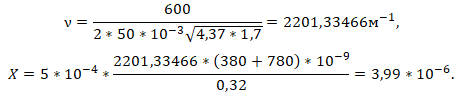 ν = 600 / (2 * 50 * 10⁻³√(4,37 * 1,7)) = 2201,33466м⁻¹,
X = 5 * 10⁻⁴ * (2201,33466 * (380 + 780) * 10⁻⁹) / 0,32 = 3,99 * 10⁻⁶.